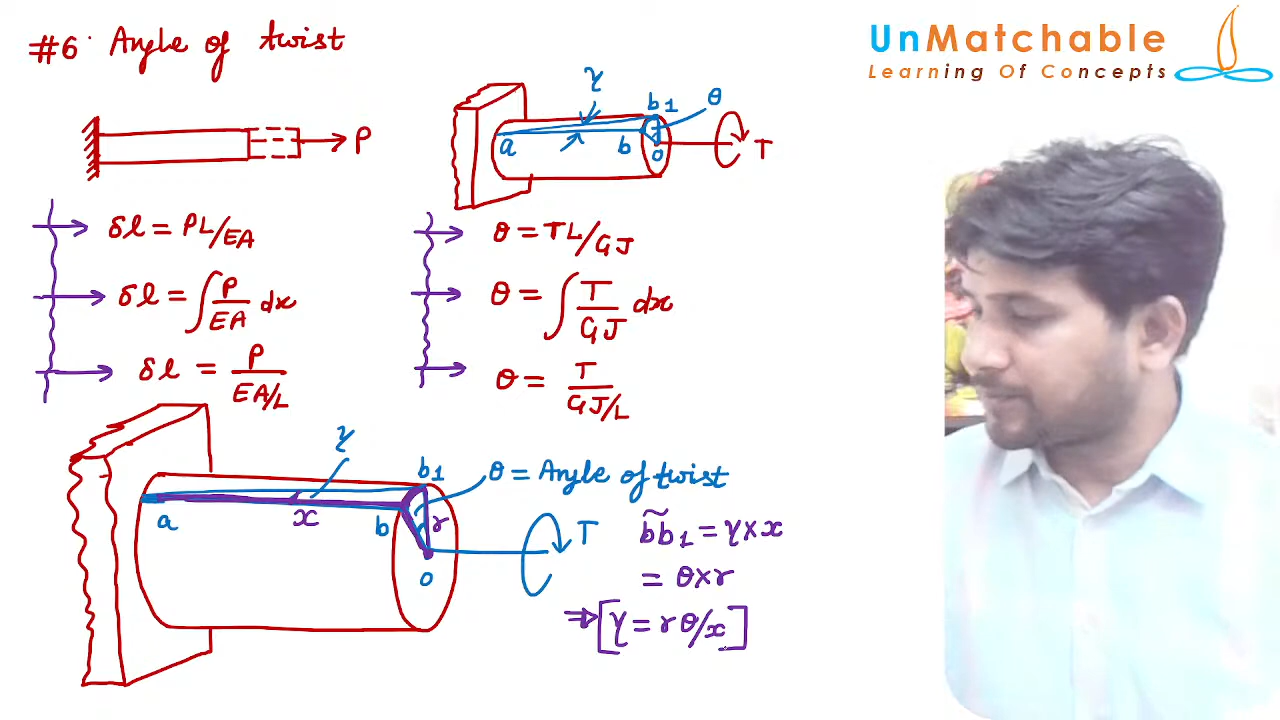 #6 Angle of twist
UnMatchable
Learning Of Concepts
P
γ
b1
θ
a
b
o
T
δl = PL/EA
δl = ∫ P/EA dx
δl = P/(EA/L)
θ = TL/GJ
θ = ∫ T/GJ dx
θ = T/(GJ/L)
γ
b1
θ = Angle of twist
a
x
b
r
T
o
b͠b1 = γ×x
= θ×r
⇒ [γ = rθ/x]